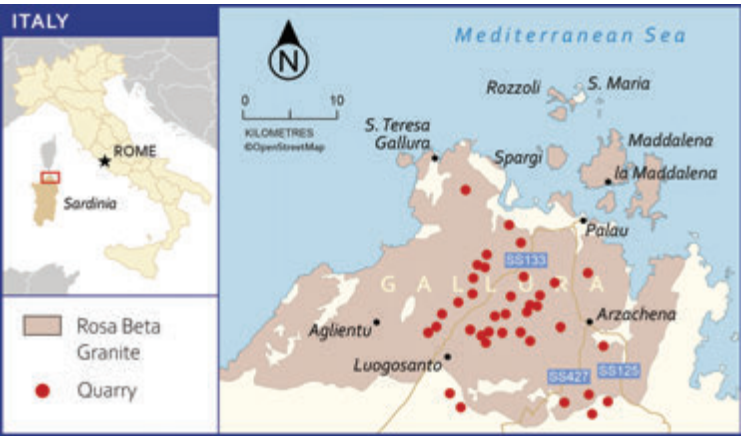 ITALY
ROME
Sardinia
Rosa Beta
Granite
Quarry
Mediterranean Sea
N
0 10
KILOMETRES
©OpenStreetMap
Rozzoli
S. Maria
S. Teresa
Gallura
Spargi
Maddalena
la Maddalena
Palau
SS133
GALLURA
Aglientu
Arzachena
Luogosanto
SS125
SS427